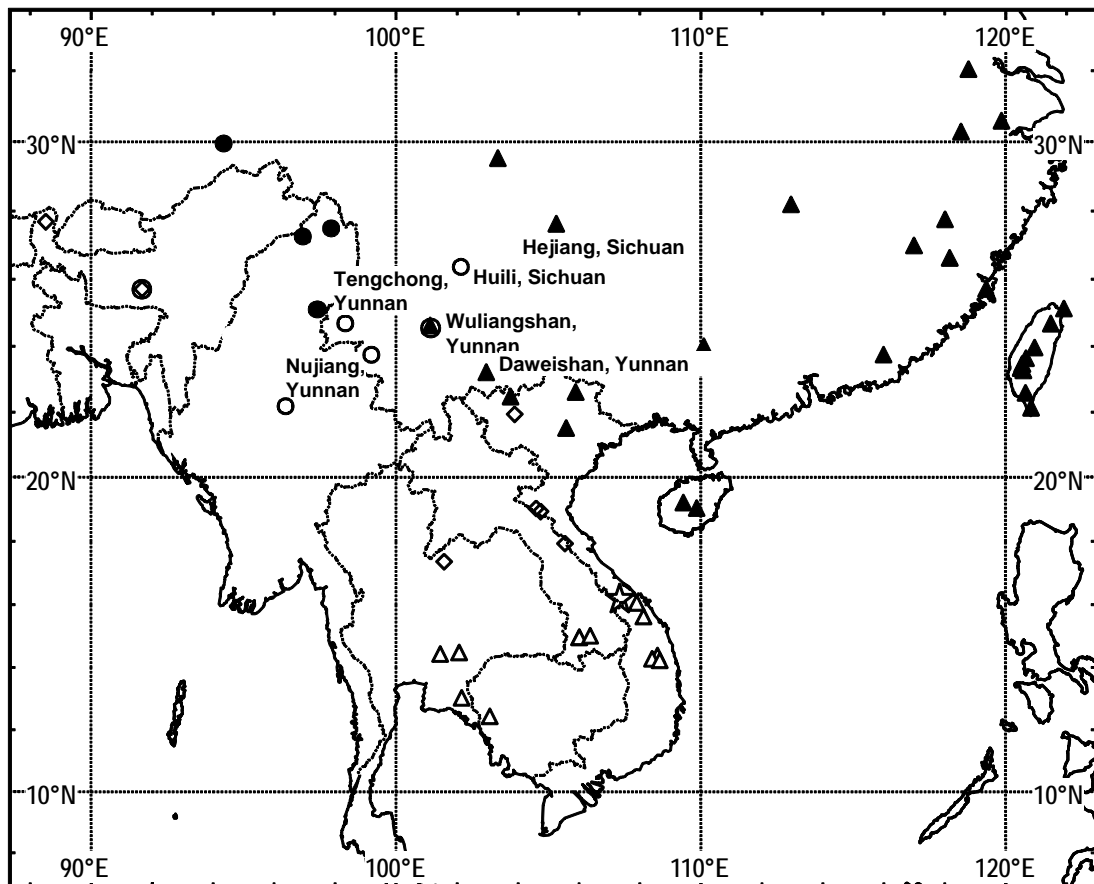 90°E 100°E 110°E 120°E
30°N 30°N
Hejiang, Sichuan
Tengchong,
Yunnan
Huili, Sichuan
Wuliangshan,
Yunnan
Nujiang,
Yunnan
Daweishan, Yunnan
20°N 20°N
10°N 10°N
90°E 100°E 110°E 120°E